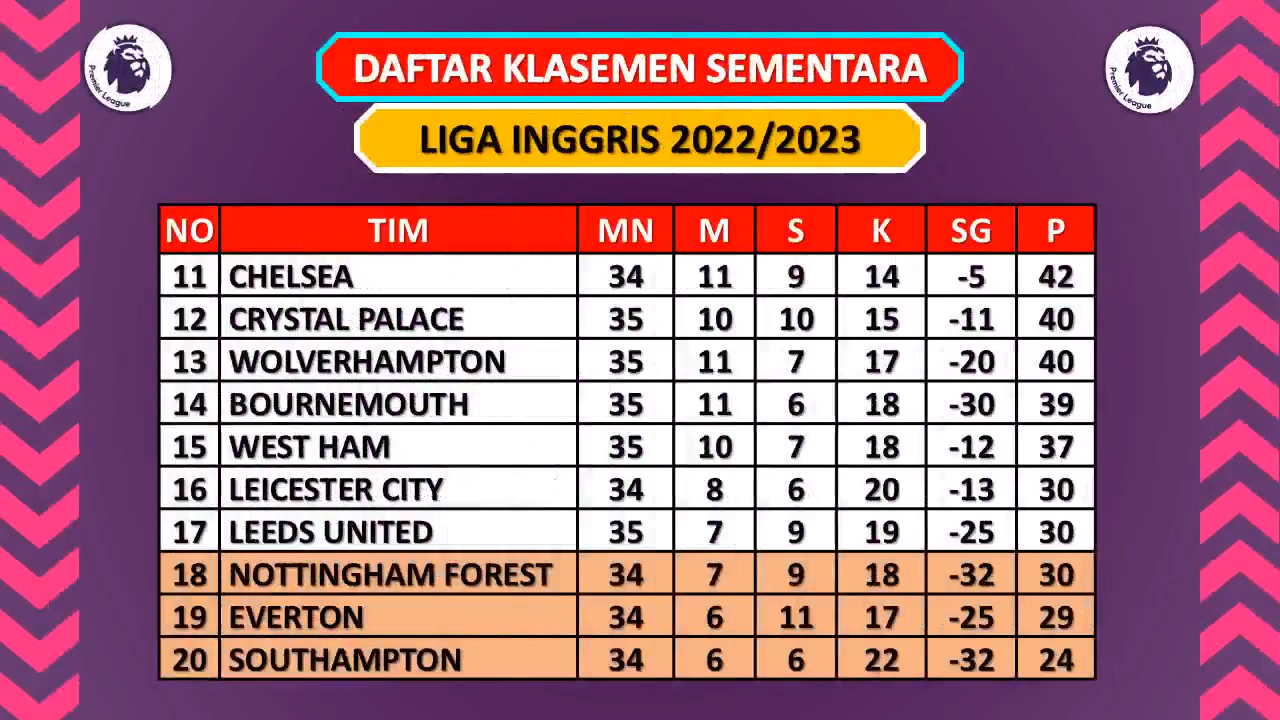 Premier League
DAFTAR KLASEMEN SEMENTARA
Premier League
LIGA INGGRIS 2022/2023
NO TIM MN M S K SG P
11 CHELSEA 34 11 9 14 -5 42
12 CRYSTAL PALACE 35 10 10 15 -11 40
13 WOLVERHAMPTON 35 11 7 17 -20 40
14 BOURNEMOUTH 35 11 6 18 -30 39
15 WEST HAM 35 10 7 18 -12 37
16 LEICESTER CITY 34 8 6 20 -13 30
17 LEEDS UNITED 35 7 9 19 -25 30
18 NOTTINGHAM FOREST 34 7 9 18 -32 30
19 EVERTON 34 6 11 17 -25 29
20 SOUTHAMPTON 34 6 6 22 -32 24